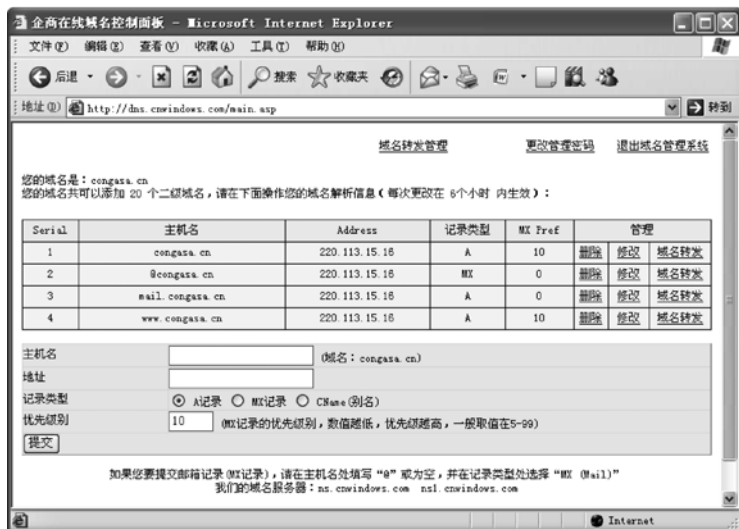 企商在线域名控制面板 - Microsoft Internet Explorer
文件(F) 编辑(E) 查看(V) 收藏(A) 工具(T) 帮助(H)
后退 搜索 收藏夹
地址(D) http://dns.cnwindows.com/main.asp 转到
域名转发管理 更改管理密码 退出域名管理系统
您的域名是：congasa.cn
您的域名共可以添加 20 个二级域名，请在下面操作您的域名解析信息（每次更改在 6个小时 内生效）：
Serial 主机名 Address 记录类型 MX Pref 管理
1 congasa.cn 220.113.15.16 A 10 删除 修改 域名转发
2 @congasa.cn 220.113.15.16 MX 0 删除 修改 域名转发
3 mail.congasa.cn 220.113.15.16 A 0 删除 修改 域名转发
4 www.congasa.cn 220.113.15.16 A 10 删除 修改 域名转发
主机名 (域名：congasa.cn)
地址
记录类型 A记录 MX记录 CName(别名)
优先级别 10 (MX记录的优先级别，数值越低，优先级越高，一般取值在5-99)
提交
如果您要提交邮箱记录(MX记录)，请在主机名处填写“@”或为空，并在记录类型处选择“MX (Mail)”
我们的域名服务器：ns.cnwindows.com ns1.cnwindows.com
Internet